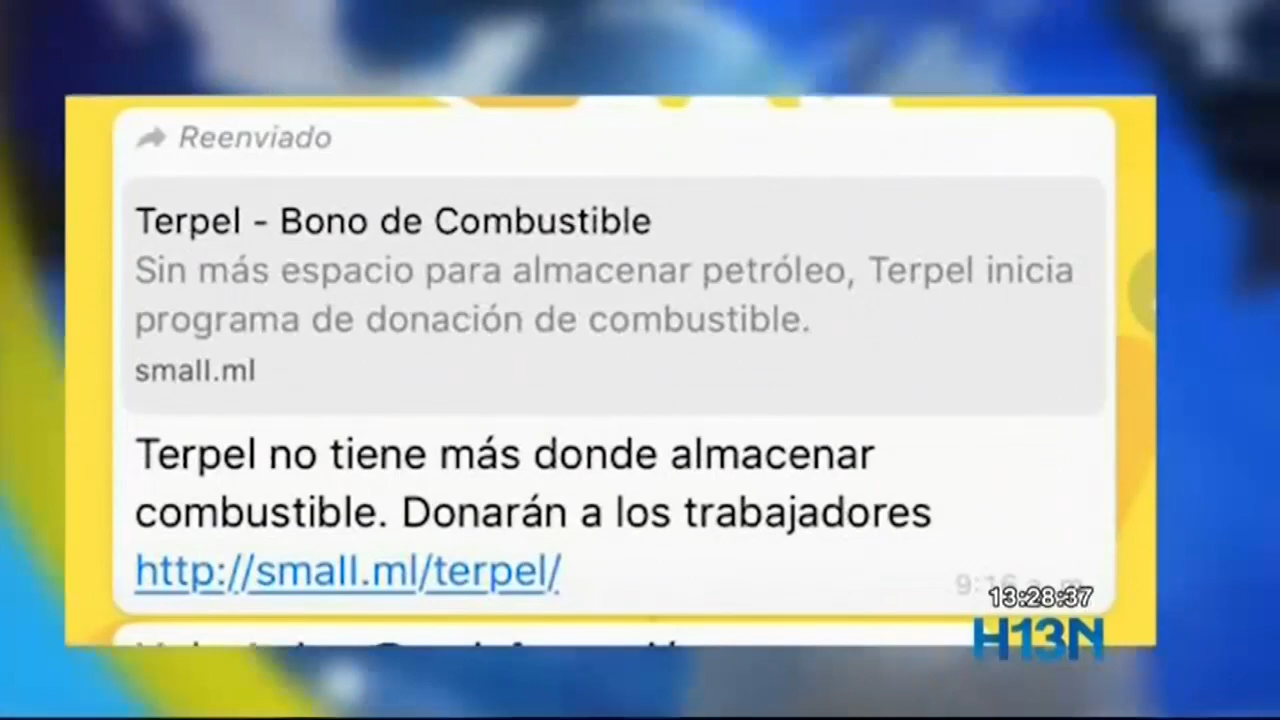 Reenviado
Terpel - Bono de Combustible
Sin más espacio para almacenar petróleo, Terpel inicia
programa de donación de combustible.
small.ml
Terpel no tiene más donde almacenar
combustible. Donarán a los trabajadores
http://small.ml/terpel/
13:28:37
H13N